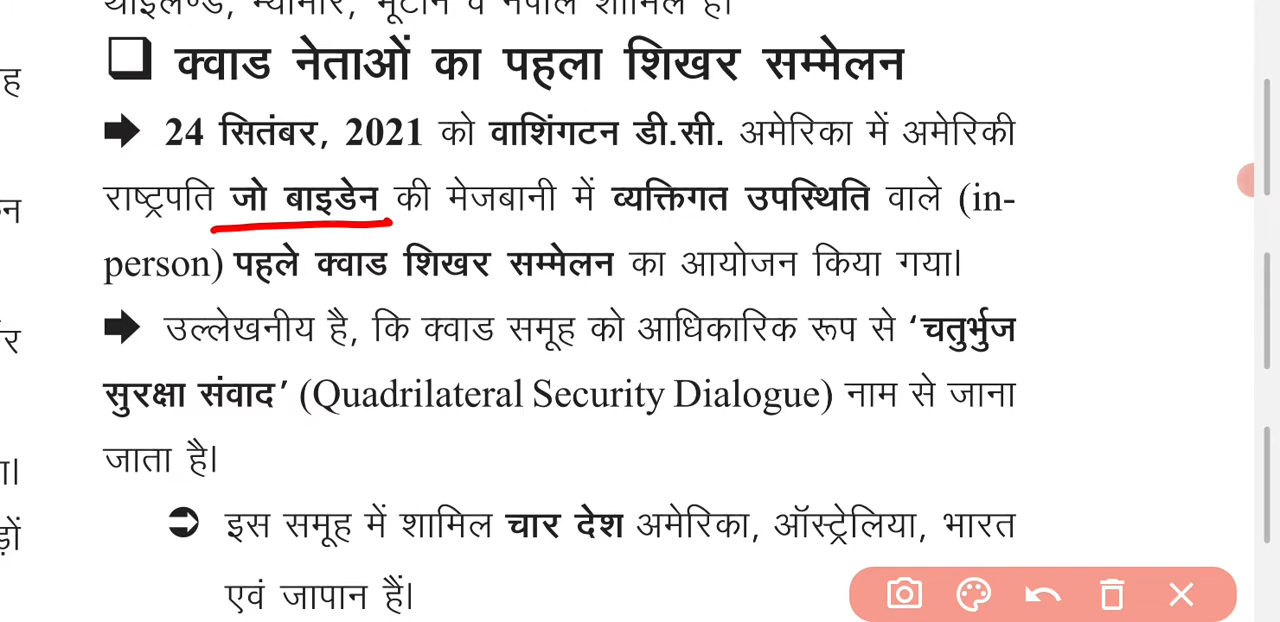 थाइलैण्ड, म्यांमार, भूटान व नेपाल शामिल हैं।
❑ क्वाड नेताओं का पहला शिखर सम्मेलन
➡ 24 सितंबर, 2021 को वाशिंगटन डी.सी. अमेरिका में अमेरिकी
राष्ट्रपति जो बाइडेन की मेजबानी में व्यक्तिगत उपस्थिति वाले (in-
person) पहले क्वाड शिखर सम्मेलन का आयोजन किया गया।
➡ उल्लेखनीय है, कि क्वाड समूह को आधिकारिक रूप से ‘चतुर्भुज
सुरक्षा संवाद’ (Quadrilateral Security Dialogue) नाम से जाना
जाता है।
➲ इस समूह में शामिल चार देश अमेरिका, ऑस्ट्रेलिया, भारत
एवं जापान हैं।